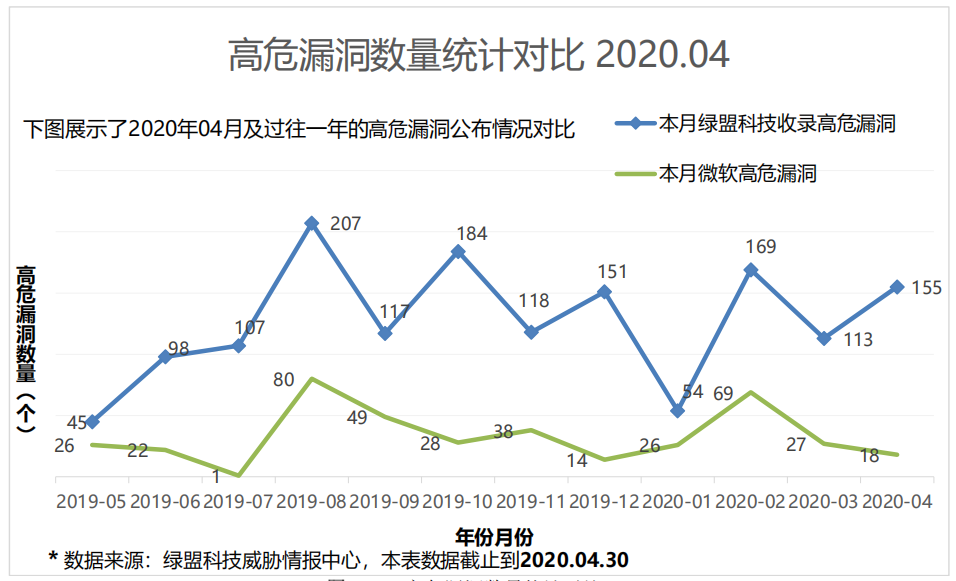 高危漏洞数量统计对比 2020.04
下图展示了2020年04月及过往一年的高危漏洞公布情况对比
本月绿盟科技收录高危漏洞
本月微软高危漏洞
高危漏洞数量（个）
45 98 107 207 117 184 118 151 54 169 113 155
26 22 1 80 49 28 38 14 26 69 27 18
2019-05 2019-06 2019-07 2019-08 2019-09 2019-10 2019-11 2019-12 2020-01 2020-02 2020-03 2020-04
年份月份
* 数据来源：绿盟科技威胁情报中心，本表数据截止到2020.04.30